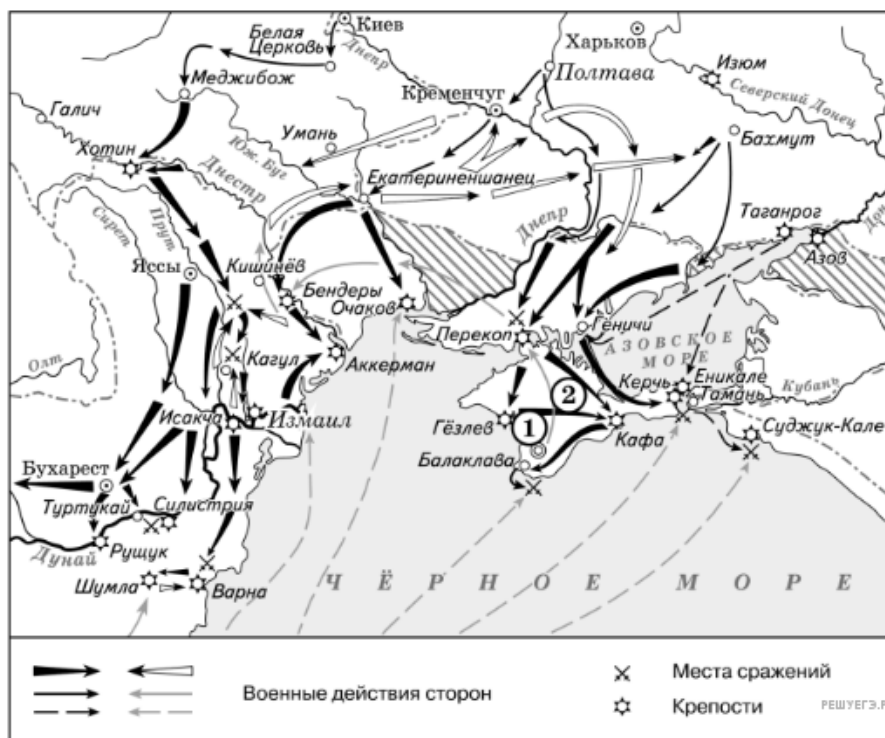 Киев
Белая
Церковь
Днепр
Харьков
Изюм
Полтава
Северский Донец
Меджибож
Кременчуг
Галич
Умань
Бахмут
Хотин
Юж. Буг
Днестр
Екатериненшанец
Сирет
Прут
Днепр
Таганрог
Дон
Яссы
Кишинёв
Азов
Бендеры
Очаков
Перекоп
Геничи
АЗОВСКОЕ
МОРЕ
Олт
Кагул
Аккерман
Керчь
Еникале
Тамань
Кубань
2
Исакча
Измаил
Гёзлев
1
Кафа
Суджук-Кале
Бухарест
Балаклава
Туртукай
Силистрия
Дунай
Рущук
Шумла
Варна
ЧЁРНОЕ МОРЕ
Военные действия сторон
Места сражений
Крепости
РЕШУЕГЭ.Р